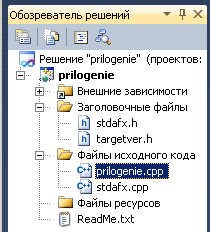 Обозреватель решений
Решение "prilogenie" (проектов:
prilogenie
Внешние зависимости
Заголовочные файлы
stdafx.h
targetver.h
Файлы исходного кода
prilogenie.cpp
stdafx.cpp
Файлы ресурсов
ReadMe.txt